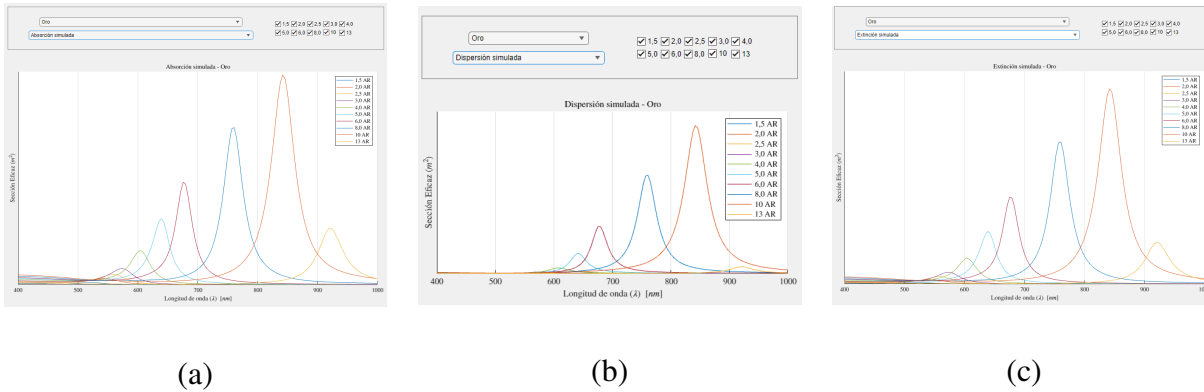 Oro
☑ 1,5 ☑ 2,0 ☑ 2,5 ☑ 3,0 ☑ 4,0
Absorción simulada
☑ 5,0 ☑ 6,0 ☑ 8,0 ☑ 10 ☑ 13
Absorción simulada - Oro
1,5 AR
2,0 AR
2,5 AR
3,0 AR
4,0 AR
5,0 AR
6,0 AR
8,0 AR
10 AR
13 AR
Sección Eficaz (m²)
400 500 600 700 800 900 1000
Longitud de onda (λ) [nm]
(a)
Oro
☑ 1,5 ☑ 2,0 ☑ 2,5 ☑ 3,0 ☑ 4,0
Dispersión simulada
☑ 5,0 ☑ 6,0 ☑ 8,0 ☑ 10 ☑ 13
Dispersión simulada - Oro
1,5 AR
2,0 AR
2,5 AR
3,0 AR
4,0 AR
5,0 AR
6,0 AR
8,0 AR
10 AR
13 AR
Sección Eficaz (m²)
400 500 600 700 800 900 1000
Longitud de onda (λ) [nm]
(b)
Oro
☑ 1,5 ☑ 2,0 ☑ 2,5 ☑ 3,0 ☑ 4,0
Extinción simulada
☑ 5,0 ☑ 6,0 ☑ 8,0 ☑ 10 ☑ 13
Extinción simulada - Oro
1,5 AR
2,0 AR
2,5 AR
3,0 AR
4,0 AR
5,0 AR
6,0 AR
8,0 AR
10 AR
13 AR
Sección Eficaz (m²)
400 500 600 700 800 900 1000
Longitud de onda (λ) [nm]
(c)